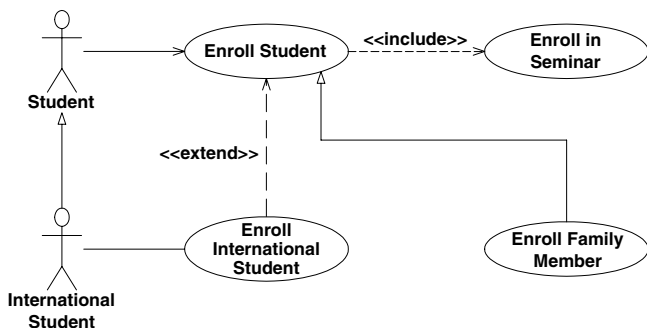 Enroll Student
<<include>>
Enroll in
Seminar
Student
<<extend>>
Enroll
International
Student
Enroll Family
Member
International
Student